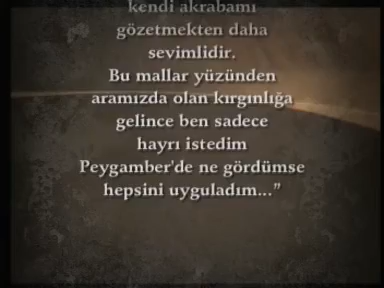 kendi akrabamı
gözetmekten daha
sevimlidir.
Bu mallar yüzünden
aramızda olan kırgınlığa
gelince ben sadece
hayrı istedim
Peygamber'de ne gördümse
hepsini uyguladım...”